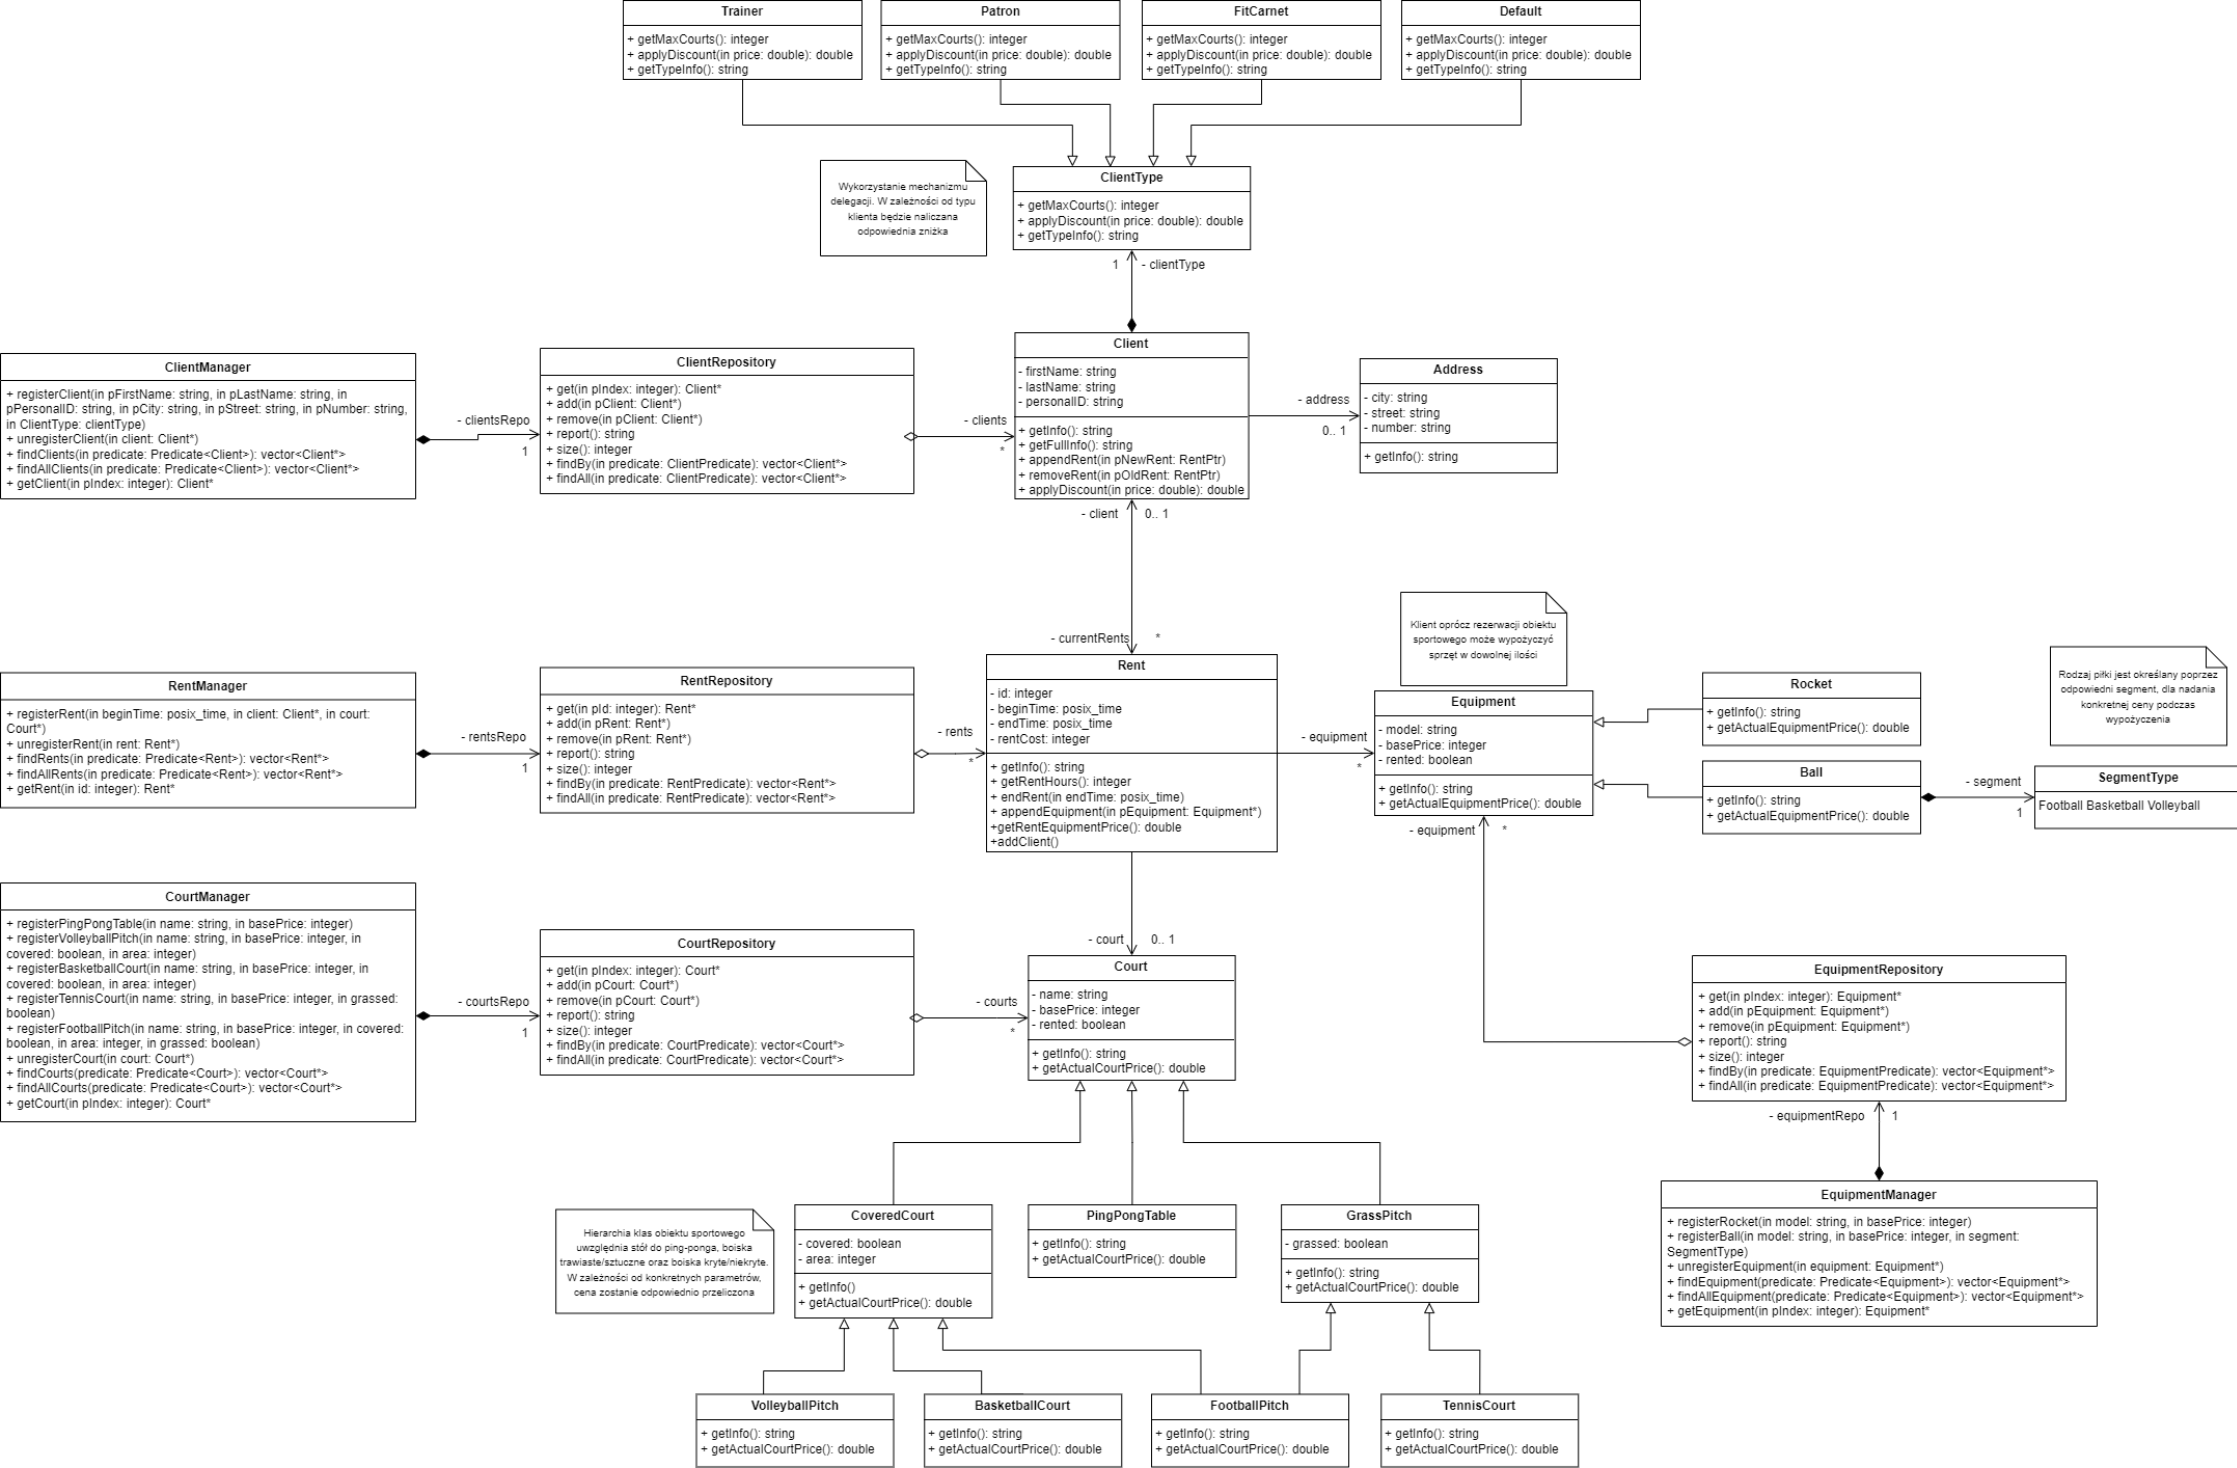 Trainer
+ getMaxCourts(): integer
+ applyDiscount(in price: double): double
+ getTypeInfo(): string
Patron
+ getMaxCourts(): integer
+ applyDiscount(in price: double): double
+ getTypeInfo(): string
FitCarnet
+ getMaxCourts(): integer
+ applyDiscount(in price: double): double
+ getTypeInfo(): string
Default
+ getMaxCourts(): integer
+ applyDiscount(in price: double): double
+ getTypeInfo(): string
Wykorzystanie mechanizmu
delegacji. W zależności od typu
klienta będzie naliczana
odpowiednia zniżka
ClientType
+ getMaxCourts(): integer
+ applyDiscount(in price: double): double
+ getTypeInfo(): string
1
- clientType
ClientManager
+ registerClient(in pFirstName: string, in pLastName: string, in
pPersonalID: string, in pCity: string, in pStreet: string, in pNumber: string,
in ClientType: clientType)
+ unregisterClient(in client: Client*)
+ findClients(in predicate: Predicate<Client>): vector<Client*>
+ findAllClients(in predicate: Predicate<Client>): vector<Client*>
+ getClient(in pIndex: integer): Client*
- clientsRepo
1
ClientRepository
+ get(in pIndex: integer): Client*
+ add(in pClient: Client*)
+ remove(in pClient: Client*)
+ report(): string
+ size(): integer
+ findBy(in predicate: ClientPredicate): vector<Client*>
+ findAll(in predicate: ClientPredicate): vector<Client*>
- clients
*
Client
- firstName: string
- lastName: string
- personalID: string
+ getInfo(): string
+ getFullInfo(): string
+ appendRent(in pNewRent: RentPtr)
+ removeRent(in pOldRent: RentPtr)
+ applyDiscount(in price: double): double
- address
0.. 1
Address
- city: string
- street: string
- number: string
+ getInfo(): string
- client
0.. 1
- currentRents
*
RentManager
+ registerRent(in beginTime: posix_time, in client: Client*, in court:
Court*)
+ unregisterRent(in rent: Rent*)
+ findRents(in predicate: Predicate<Rent>): vector<Rent*>
+ findAllRents(in predicate: Predicate<Rent>): vector<Rent*>
+ getRent(in id: integer): Rent*
- rentsRepo
1
RentRepository
+ get(in pId: integer): Rent*
+ add(in pRent: Rent*)
+ remove(in pRent: Rent*)
+ report(): string
+ size(): integer
+ findBy(in predicate: RentPredicate): vector<Rent*>
+ findAll(in predicate: RentPredicate): vector<Rent*>
- rents
*
Rent
- id: integer
- beginTime: posix_time
- endTime: posix_time
- rentCost: integer
+ getInfo(): string
+ getRentHours(): integer
+ endRent(in endTime: posix_time)
+ appendEquipment(in pEquipment: Equipment*)
+getRentEquipmentPrice(): double
+addClient()
- equipment
*
Klient oprócz rezerwacji obiektu
sportowego może wypożyczyć
sprzęt w dowolnej ilości
Equipment
- model: string
- basePrice: integer
- rented: boolean
+ getInfo(): string
+ getActualEquipmentPrice(): double
- equipment
*
Rocket
+ getInfo(): string
+ getActualEquipmentPrice(): double
Ball
+ getInfo(): string
+ getActualEquipmentPrice(): double
Rodzaj piłki jest określany poprzez
odpowiedni segment, dla nadania
konkretnej ceny podczas
wypożyczenia
- segment
1
SegmentType
Football Basketball Volleyball
CourtManager
+ registerPingPongTable(in name: string, in basePrice: integer)
+ registerVolleyballPitch(in name: string, in basePrice: integer, in
covered: boolean, in area: integer)
+ registerBasketballCourt(in name: string, in basePrice: integer, in
covered: boolean, in area: integer)
+ registerTennisCourt(in name: string, in basePrice: integer, in grassed:
boolean)
+ registerFootballPitch(in name: string, in basePrice: integer, in covered:
boolean, in area: integer, in grassed: boolean)
+ unregisterCourt(in court: Court*)
+ findCourts(predicate: Predicate<Court>): vector<Court*>
+ findAllCourts(predicate: Predicate<Court>): vector<Court*>
+ getCourt(in pIndex: integer): Court*
- courtsRepo
1
CourtRepository
+ get(in pIndex: integer): Court*
+ add(in pCourt: Court*)
+ remove(in pCourt: Court*)
+ report(): string
+ size(): integer
+ findBy(in predicate: CourtPredicate): vector<Court*>
+ findAll(in predicate: CourtPredicate): vector<Court*>
- courts
*
- court
0.. 1
Court
- name: string
- basePrice: integer
- rented: boolean
+ getInfo(): string
+ getActualCourtPrice(): double
EquipmentRepository
+ get(in pIndex: integer): Equipment*
+ add(in pEquipment: Equipment*)
+ remove(in pEquipment: Equipment*)
+ report(): string
+ size(): integer
+ findBy(in predicate: EquipmentPredicate): vector<Equipment*>
+ findAll(in predicate: EquipmentPredicate): vector<Equipment*>
- equipmentRepo
1
EquipmentManager
+ registerRocket(in model: string, in basePrice: integer)
+ registerBall(in model: string, in basePrice: integer, in segment:
SegmentType)
+ unregisterEquipment(in equipment: Equipment*)
+ findEquipment(predicate: Predicate<Equipment>): vector<Equipment*>
+ findAllEquipment(predicate: Predicate<Equipment>): vector<Equipment*>
+ getEquipment(in pIndex: integer): Equipment*
Hierarchia klas obiektu sportowego
uwzględnia stół do ping-ponga, boiska
trawiaste/sztuczne oraz boiska kryte/niekryte.
W zależności od konkretnych parametrów,
cena zostanie odpowiednio przeliczona
CoveredCourt
- covered: boolean
- area: integer
+ getInfo()
+ getActualCourtPrice(): double
PingPongTable
+ getInfo(): string
+ getActualCourtPrice(): double
GrassPitch
- grassed: boolean
+ getInfo(): string
+ getActualCourtPrice(): double
VolleyballPitch
+ getInfo(): string
+ getActualCourtPrice(): double
BasketballCourt
+ getInfo(): string
+ getActualCourtPrice(): double
FootballPitch
+ getInfo(): string
+ getActualCourtPrice(): double
TennisCourt
+ getInfo(): string
+ getActualCourtPrice(): double